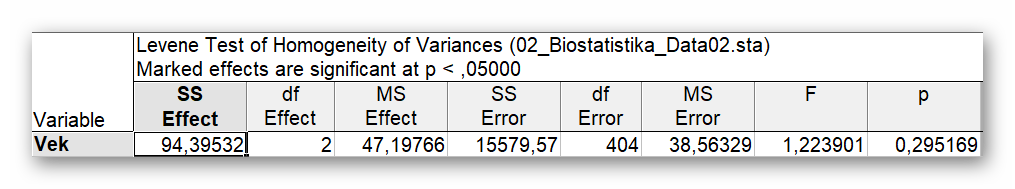 Levene Test of Homogeneity of Variances (02_Biostatistika_Data02.sta)
Marked effects are significant at p < ,05000
Variable SS Effect df Effect MS Effect SS Error df Error MS Error F p
Vek 94,39532 2 47,19766 15579,57 404 38,56329 1,223901 0,295169